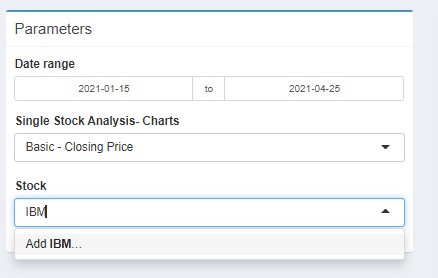 Parameters
Date range
2021-01-15 to 2021-04-25
Single Stock Analysis- Charts
Basic - Closing Price
Stock
IBM
Add IBM...